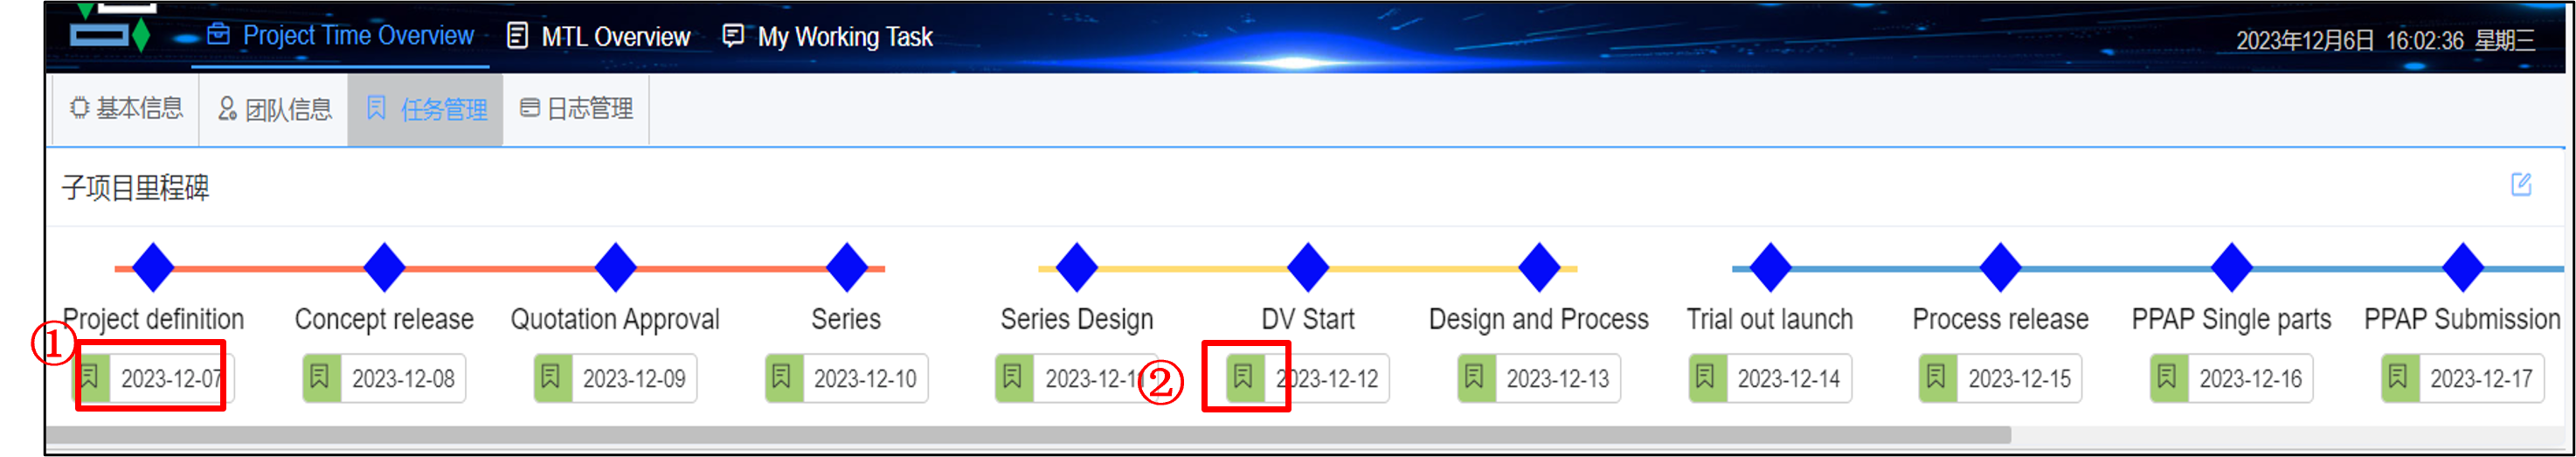 Project Time Overview MTL Overview My Working Task 2023年12月6日 16:02:36 星期三
基本信息 团队信息 任务管理 日志管理
子项目里程碑
Project definition Concept release Quotation Approval Series Series Design DV Start Design and Process Trial out launch Process release PPAP Single parts PPAP Submission
① 2023-12-07 2023-12-08 2023-12-09 2023-12-10 2023-12-11 ② 2023-12-12 2023-12-13 2023-12-14 2023-12-15 2023-12-16 2023-12-17